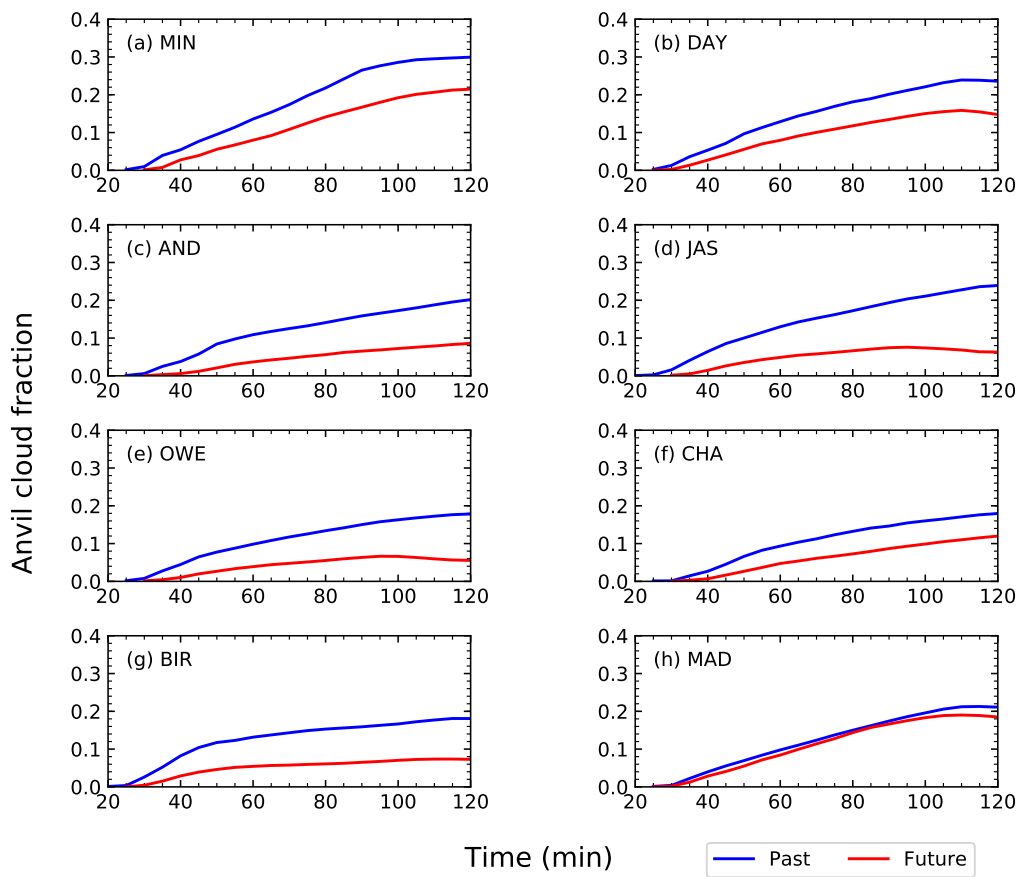 Anvil cloud fraction
(a) MIN
0.4
0.3
0.2
0.1
0.0
20 40 60 80 100 120
(b) DAY
0.4
0.3
0.2
0.1
0.0
20 40 60 80 100 120
(c) AND
0.4
0.3
0.2
0.1
0.0
20 40 60 80 100 120
(d) JAS
0.4
0.3
0.2
0.1
0.0
20 40 60 80 100 120
(e) OWE
0.4
0.3
0.2
0.1
0.0
20 40 60 80 100 120
(f) CHA
0.4
0.3
0.2
0.1
0.0
20 40 60 80 100 120
(g) BIR
0.4
0.3
0.2
0.1
0.0
20 40 60 80 100 120
(h) MAD
0.4
0.3
0.2
0.1
0.0
20 40 60 80 100 120
Time (min)
Past Future